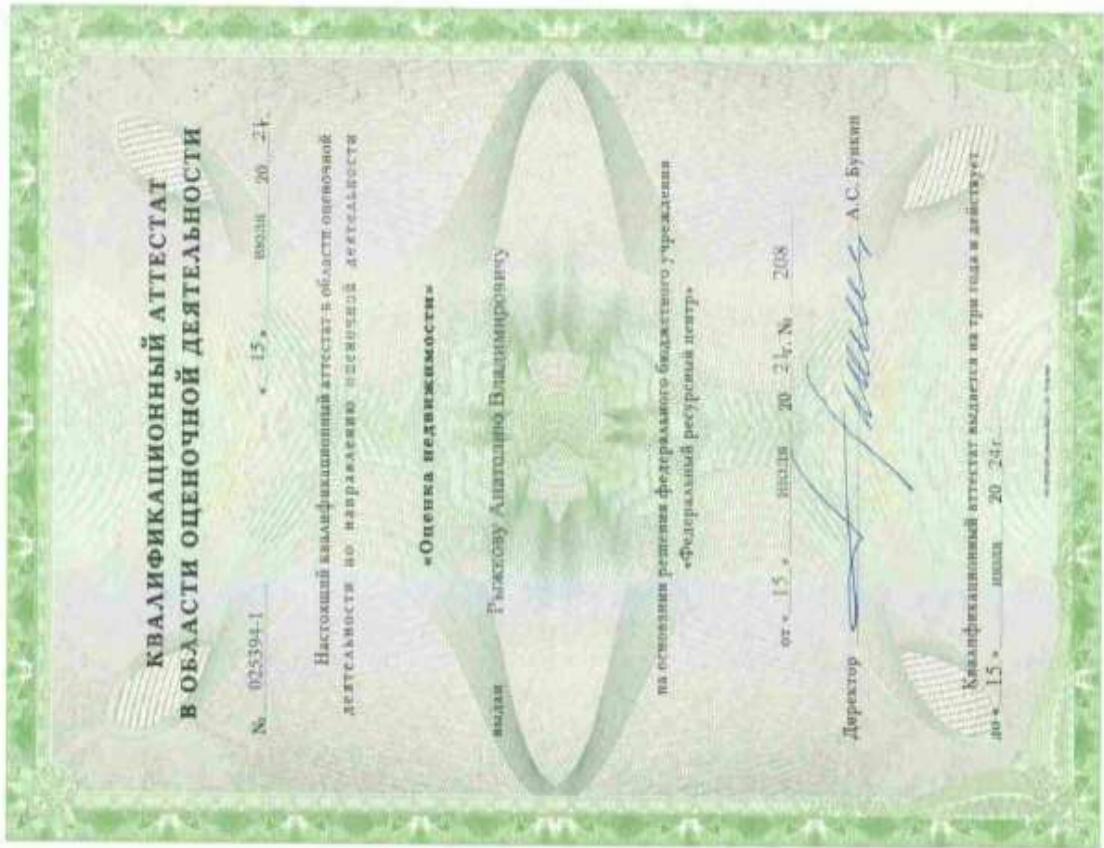 КВАЛИФИКАЦИОННЫЙ АТТЕСТАТ
В ОБЛАСТИ ОЦЕНОЧНОЙ ДЕЯТЕЛЬНОСТИ
№ 025394-1 « 15 » июля 20 21 г.
Настоящий квалификационный аттестат в области оценочной
деятельности по направлению оценочной деятельности
«Оценка недвижимости»
выдан Рыжкову Анатолию Владимировичу
на основании решения федерального бюджетного учреждения
«Федеральный ресурсный центр»
от « 15 » июля 20 21 г. № 208
Директор А.С. Бункин
Квалификационный аттестат выдается на три года и действует
до « 15 » июля 20 24 г.